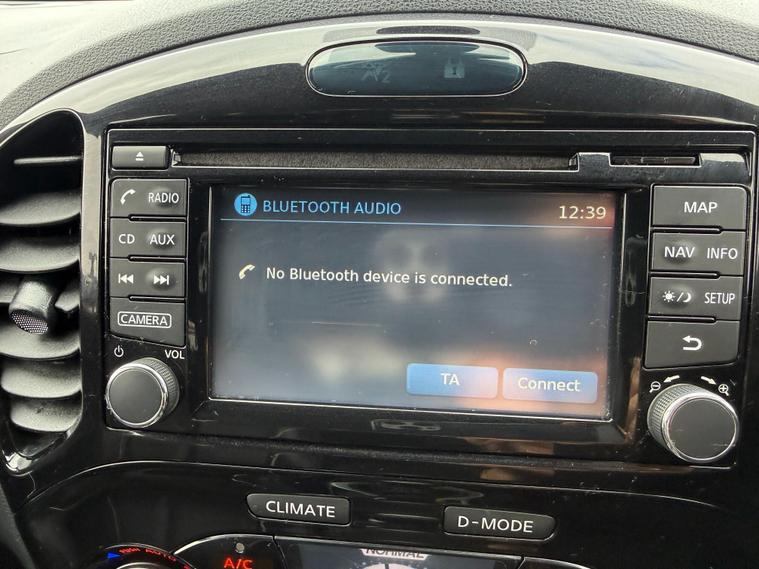 BLUETOOTH AUDIO 12:39
No Bluetooth device is connected.
TA Connect
RADIO
CD AUX
CAMERA
VOL
MAP
NAV INFO
SETUP
CLIMATE
D-MODE
A/C
NORMAL